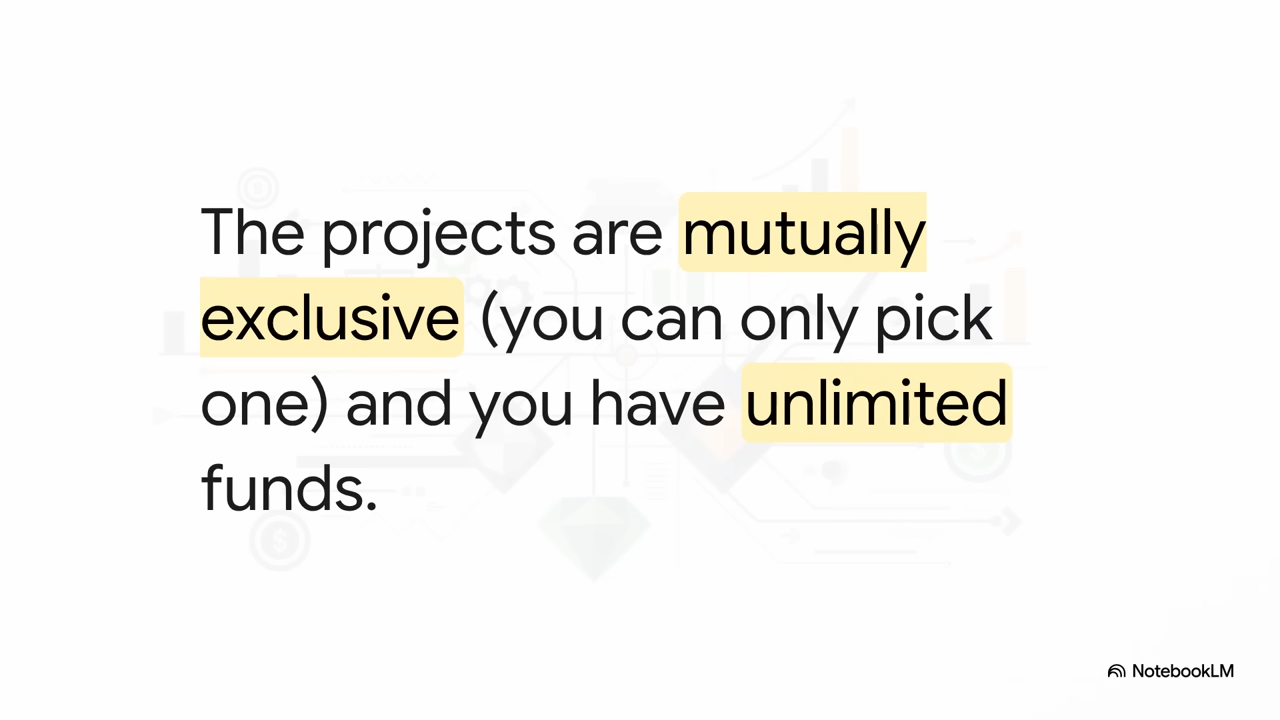 The projects are mutually
exclusive (you can only pick
one) and you have unlimited
funds.
NotebookLM